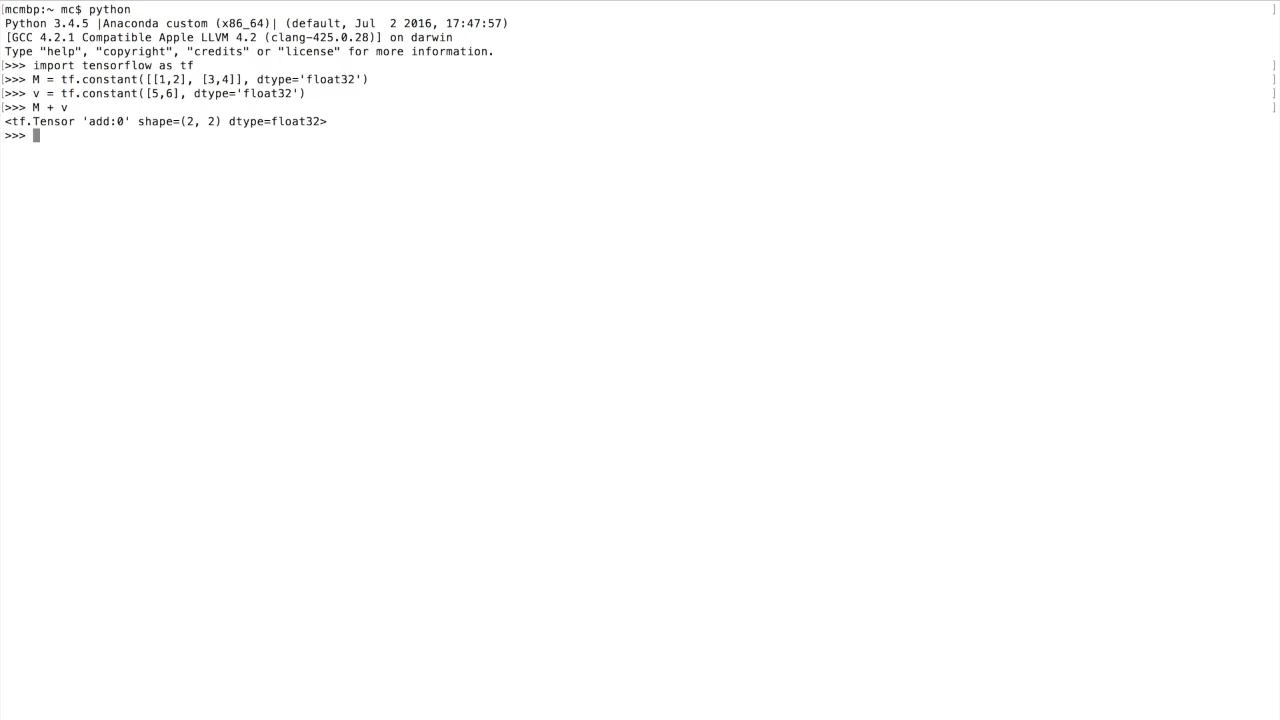 mcmbp:~ mc$ python
Python 3.4.5 |Anaconda custom (x86_64)| (default, Jul  2 2016, 17:47:57)
[GCC 4.2.1 Compatible Apple LLVM 4.2 (clang-425.0.28)] on darwin
Type "help", "copyright", "credits" or "license" for more information.
>>> import tensorflow as tf
>>> M = tf.constant([[1,2], [3,4]], dtype='float32')
>>> v = tf.constant([5,6], dtype='float32')
>>> M + v
<tf.Tensor 'add:0' shape=(2, 2) dtype=float32>
>>>